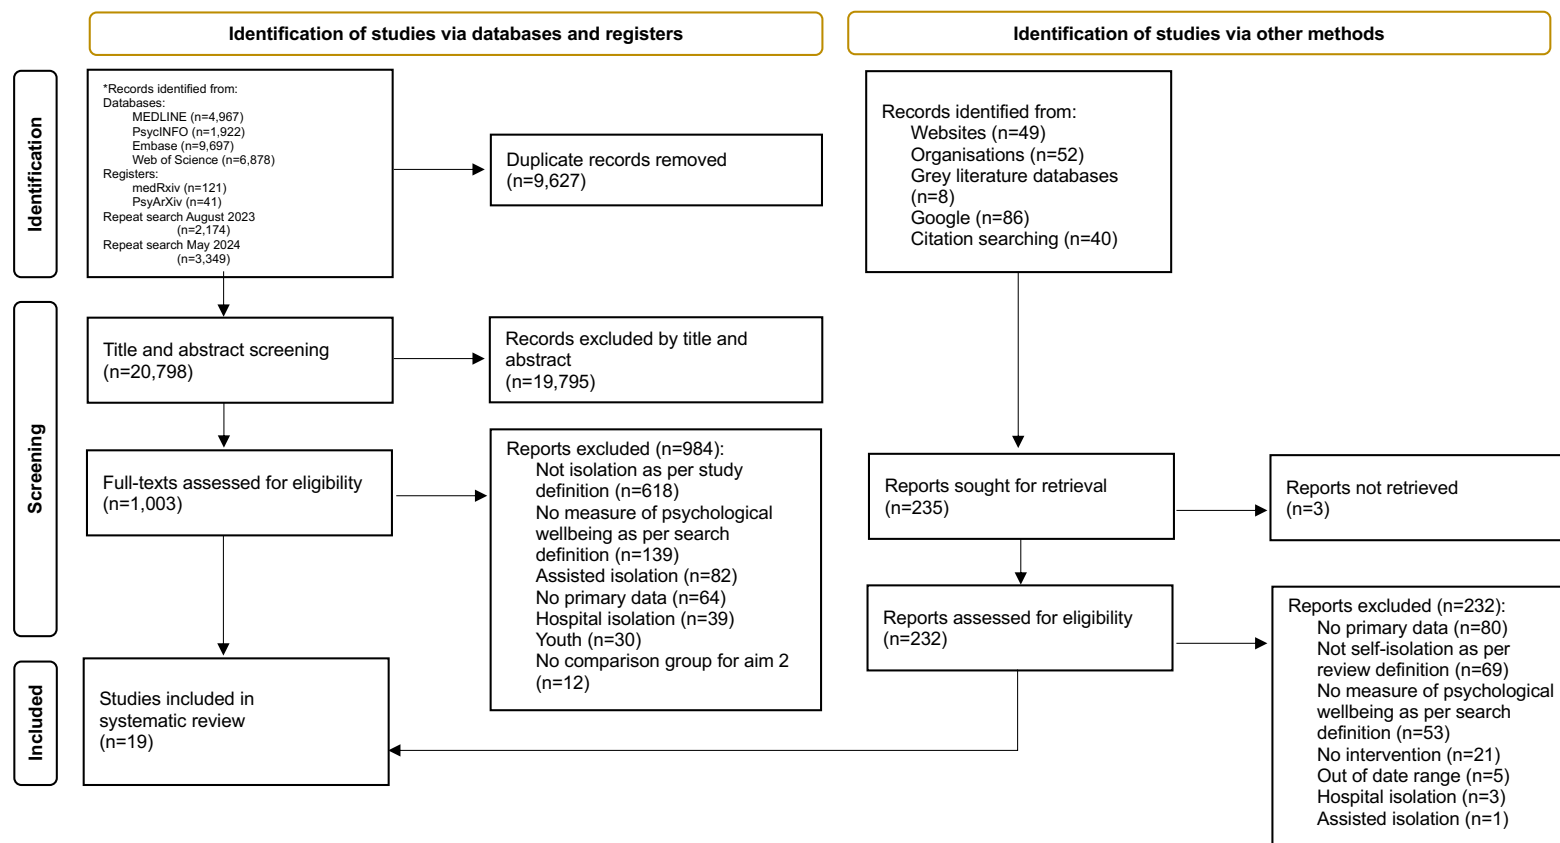 Identification of studies via databases and registers
Identification of studies via other methods
Identification
*Records identified from:
Databases:
MEDLINE (n=4,967)
PsycINFO (n=1,922)
Embase (n=9,697)
Web of Science (n=6,878)
Registers:
medRxiv (n=121)
PsyArXiv (n=41)
Repeat search August 2023
(n=2,174)
Repeat search May 2024
(n=3,349)
Duplicate records removed
(n=9,627)
Records identified from:
Websites (n=49)
Organisations (n=52)
Grey literature databases
(n=8)
Google (n=86)
Citation searching (n=40)
Screening
Title and abstract screening
(n=20,798)
Records excluded by title and
abstract
(n=19,795)
Full-texts assessed for eligibility
(n=1,003)
Reports excluded (n=984):
Not isolation as per study
definition (n=618)
No measure of psychological
wellbeing as per search
definition (n=139)
Assisted isolation (n=82)
No primary data (n=64)
Hospital isolation (n=39)
Youth (n=30)
No comparison group for aim 2
(n=12)
Reports sought for retrieval
(n=235)
Reports not retrieved
(n=3)
Reports assessed for eligibility
(n=232)
Reports excluded (n=232):
No primary data (n=80)
Not self-isolation as per
review definition (n=69)
No measure of psychological
wellbeing as per search
definition (n=53)
No intervention (n=21)
Out of date range (n=5)
Hospital isolation (n=3)
Assisted isolation (n=1)
Included
Studies included in
systematic review
(n=19)